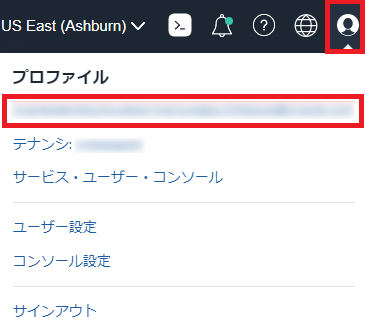 US East (Ashburn)
プロファイル
テナンシ:
サービス・ユーザー・コンソール
ユーザー設定
コンソール設定
サインアウト